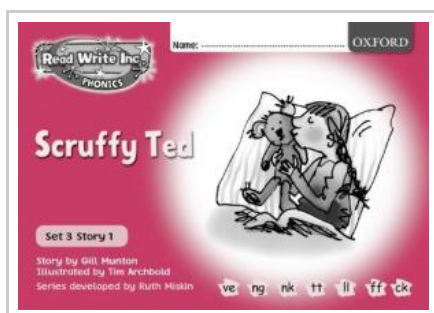 Name:
OXFORD
Read Write Inc.
PHONICS
Scruffy Ted
Set 3 Story 1
Story by Gill Munton
Illustrated by Tim Archbold
Series developed by Ruth Miskin
ve ng nk tt ll ff ck